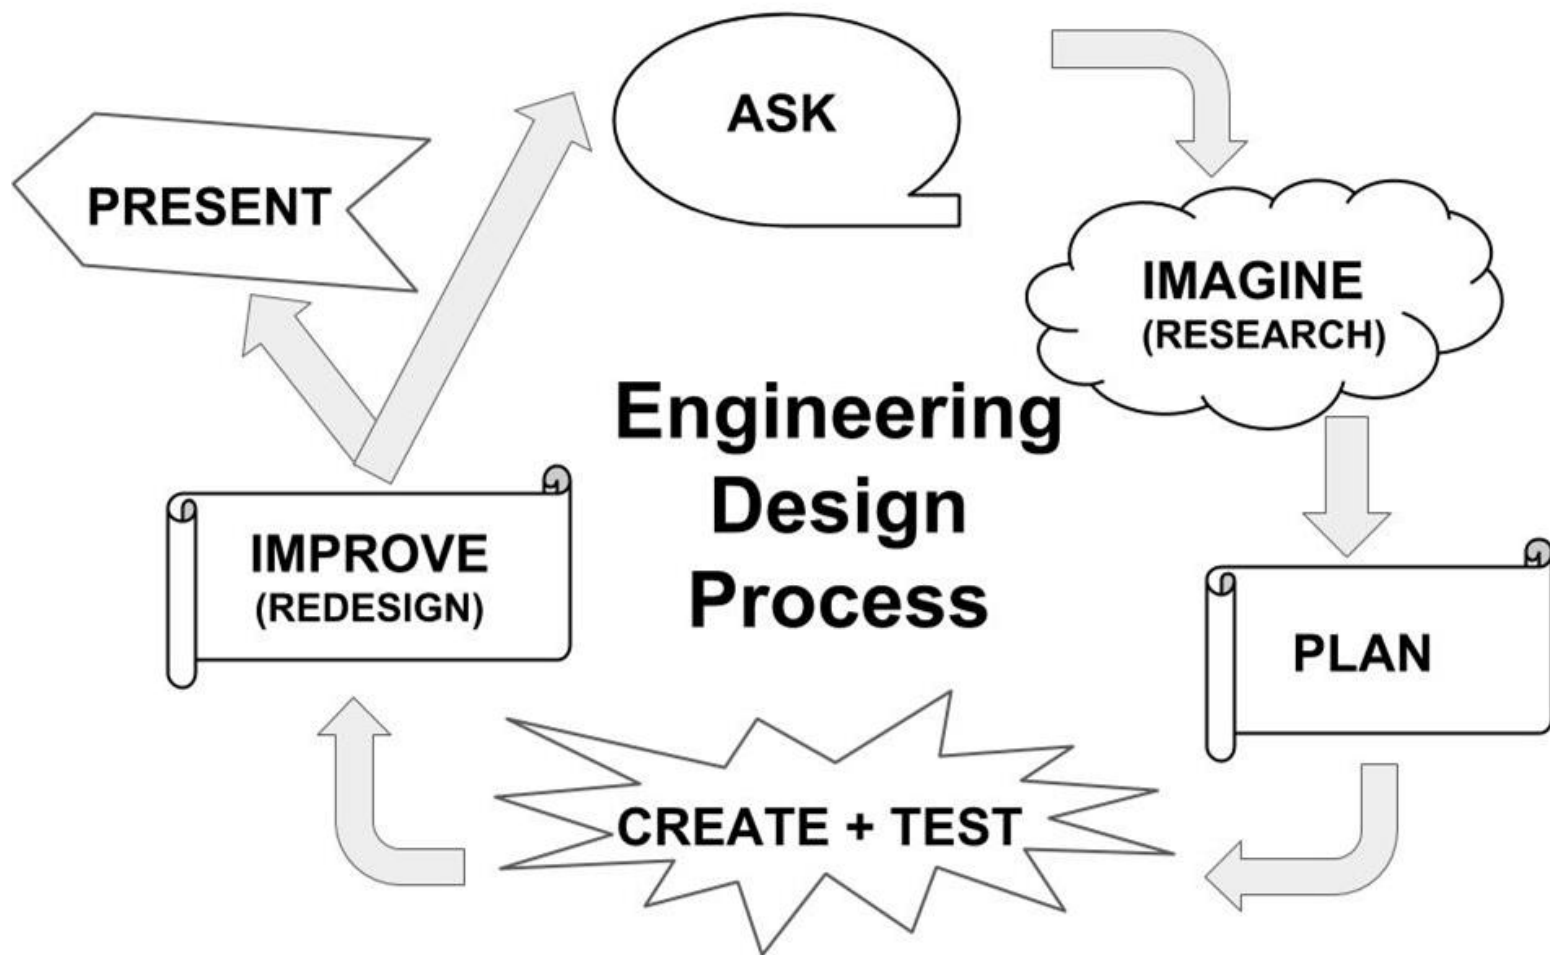 ASK
IMAGINE
(RESEARCH)
PLAN
CREATE + TEST
IMPROVE
(REDESIGN)
PRESENT
Engineering
Design
Process